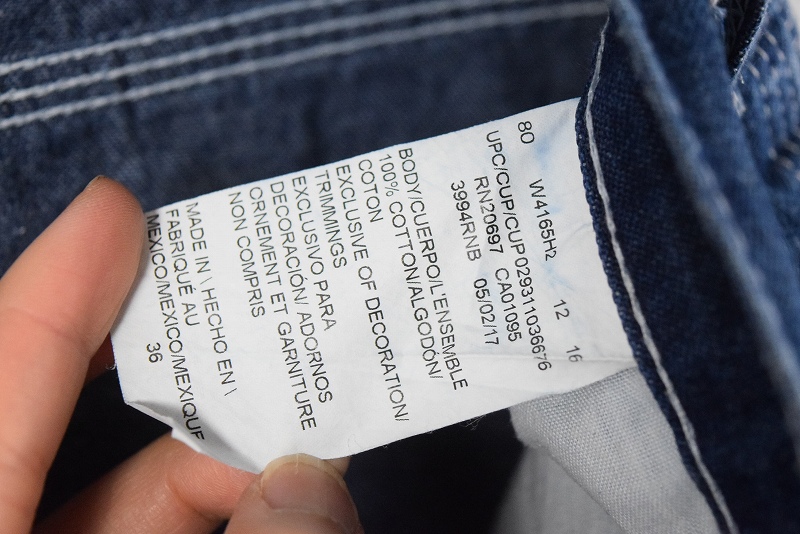 80 W4165H2 12 16
UPC/CUP/CUP029311036676
RN20697 CA01095
3994RNB 05/02/17
BODY/CUERPO/L'ENSEMBLE
100% COTTON/ALGODÓN/
COTON
EXCLUSIVE OF DECORATION/
TRIMMINGS
EXCLUSIVO PARA
DECORACIÓN/ ADORNOS
ORNEMENT ET GARNITURE
NON COMPRIS
MADE IN \ HECHO EN \
FABRIQUÉ AU
MEXICO/MEXICO/MEXIQUE
36